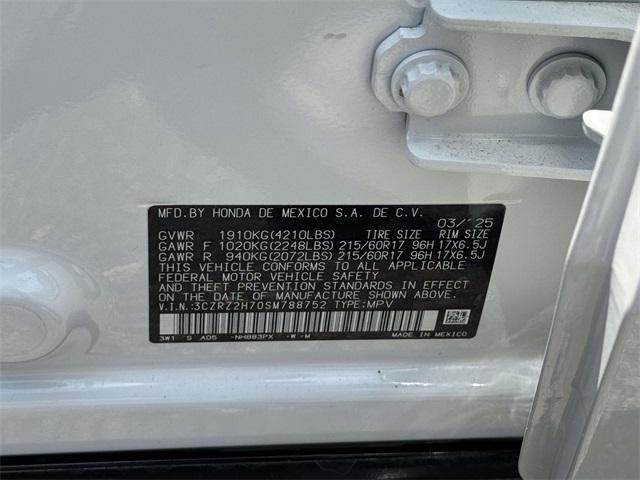 MFD.BY HONDA DE MEXICO S.A. DE C.V. 03/'25
GVWR 1910KG(4210LBS) TIRE SIZE RIM SIZE
GAWR F 1020KG(2248LBS) 215/60R17 96H 17X6.5J
GAWR R 940KG(2072LBS) 215/60R17 96H 17X6.5J
THIS VEHICLE CONFORMS TO ALL APPLICABLE
FEDERAL MOTOR VEHICLE SAFETY
AND THEFT PREVENTION STANDARDS IN EFFECT
ON THE DATE OF MANUFACTURE SHOWN ABOVE.
V.I.N.:3CZRZ2H70SM788752 TYPE:MPV
3W1 S AD5 -NH883PX -W-M MADE IN MEXICO